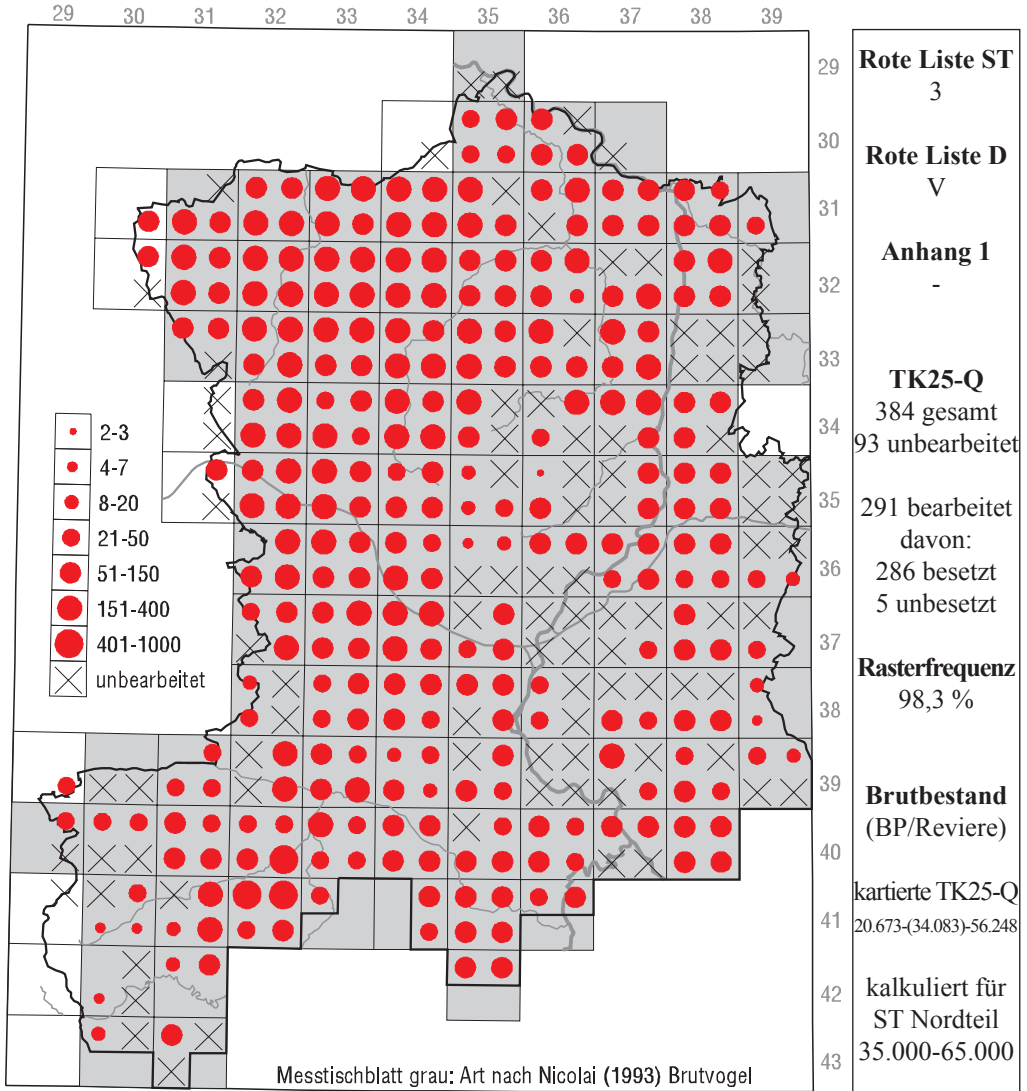 29 30 31 32 33 34 35 36 37 38 39
29
30
31
32
33
34
35
36
37
38
39
40
41
42
43
2-3
4-7
8-20
21-50
51-150
151-400
401-1000
unbearbeitet
Messtischblatt grau: Art nach Nicolai (1993) Brutvogel
Rote Liste ST
3
Rote Liste D
V
Anhang 1
-
TK25-Q
384 gesamt
93 unbearbeitet
291 bearbeitet
davon:
286 besetzt
5 unbesetzt
Rasterfrequenz
98,3 %
Brutbestand
(BP/Reviere)
kartierte TK25-Q
20.673-(34.083)-56.248
kalkuliert für
ST Nordteil
35.000-65.000